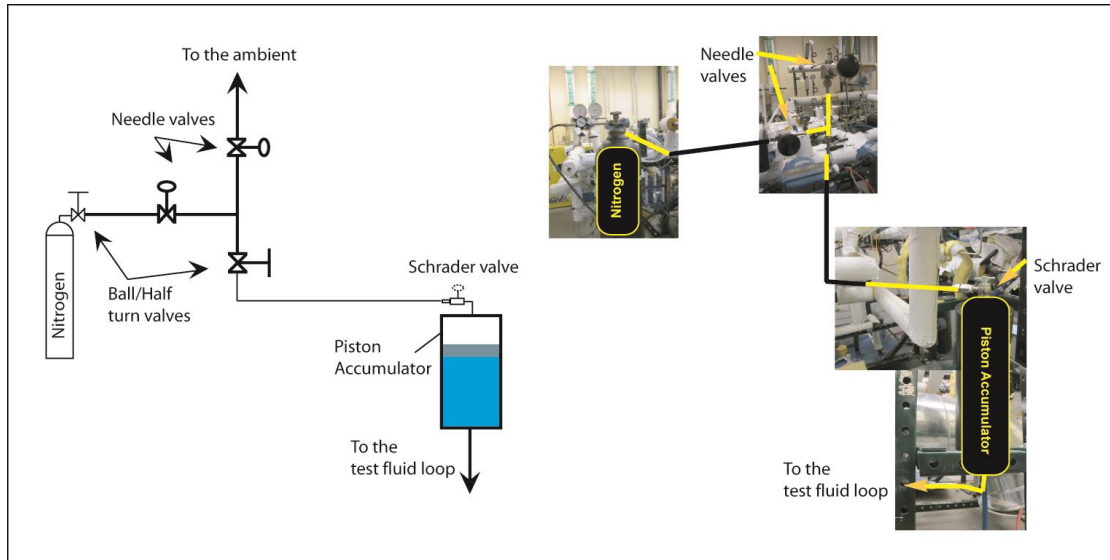 To the ambient
Needle valves
Nitrogen
Ball/Half
turn valves
Schrader valve
Piston
Accumulator
To the
test fluid loop
Needle
valves
Nitrogen
Schrader
valve
Piston Accumulator
To the
test fluid loop